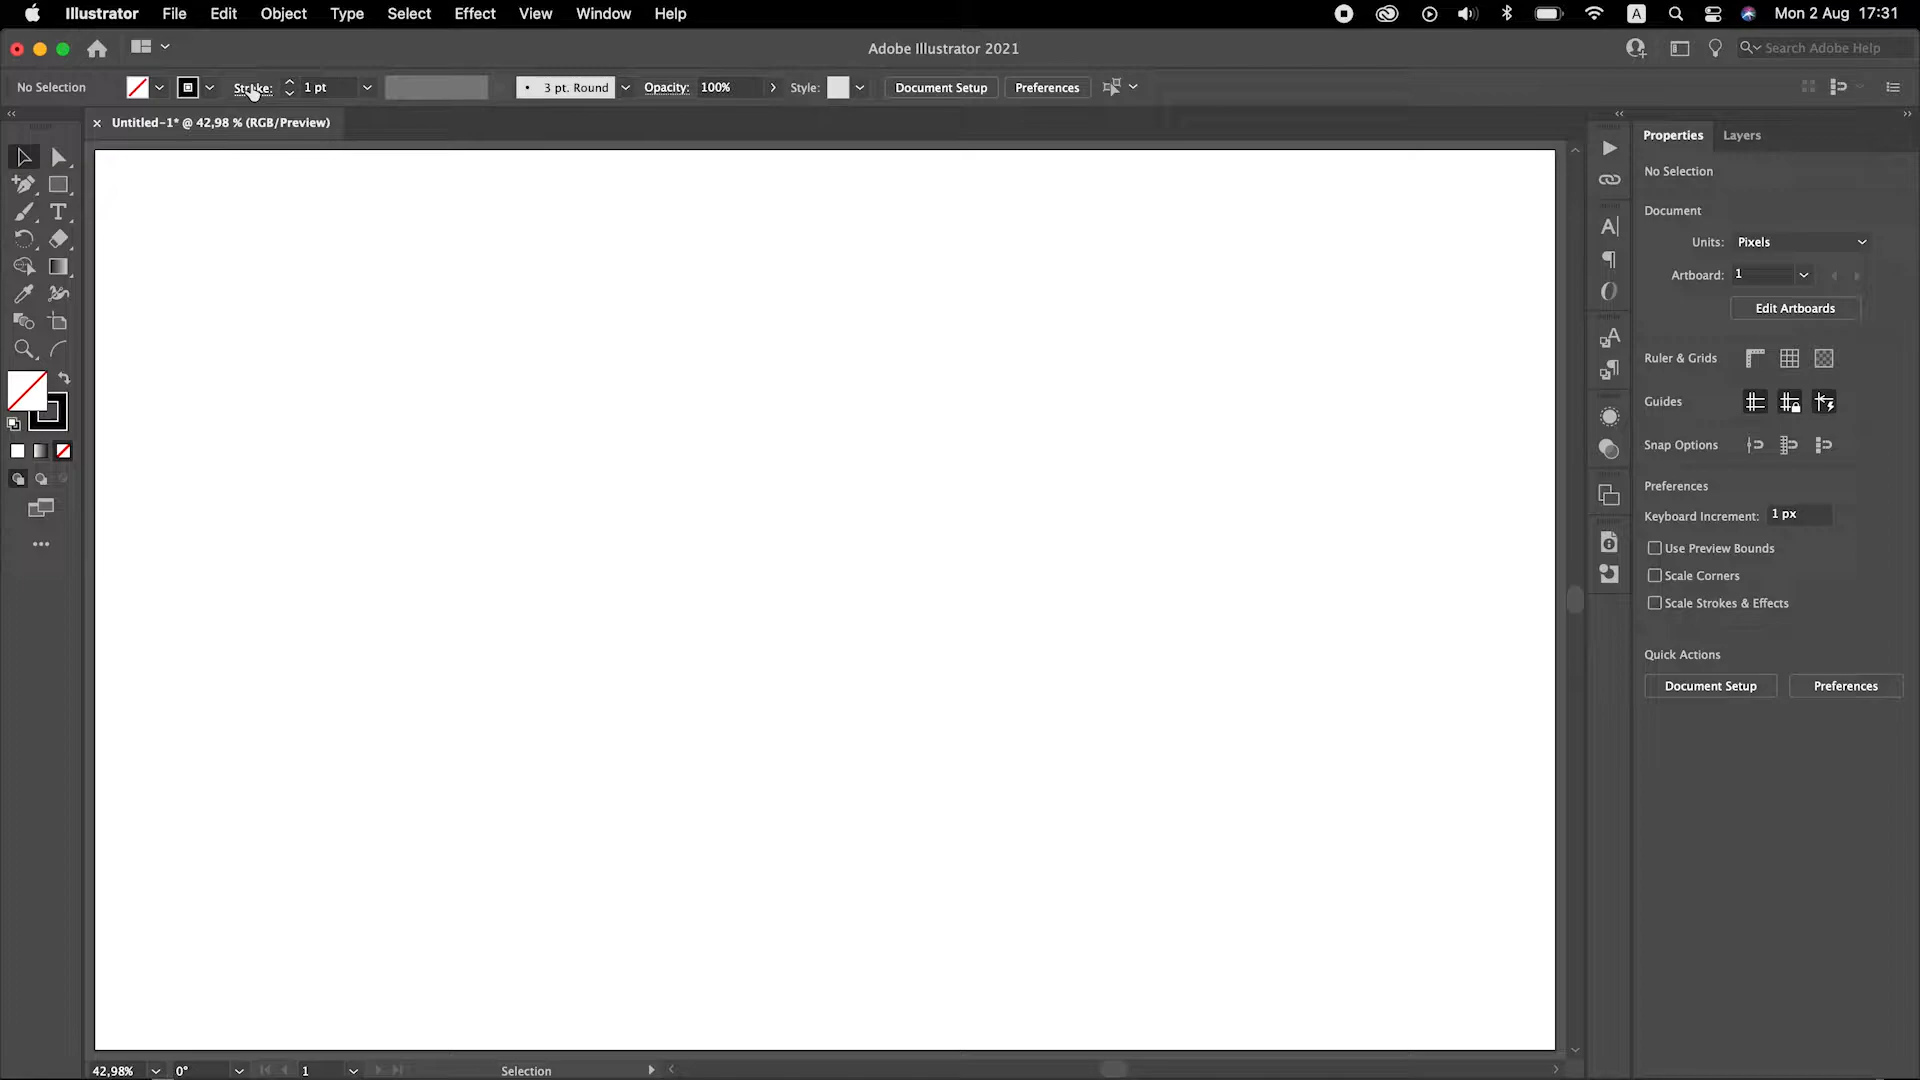 Illustrator File Edit Object Type Select Effect View Window Help A Mon 2 Aug 17:31
Adobe Illustrator 2021 Search Adobe Help
No Selection Stroke: 1 pt 3 pt. Round Opacity: 100% Style: Document Setup Preferences
Untitled-1* @ 42,98 % (RGB/Preview)
Properties Layers
No Selection
Document
Units: Pixels
Artboard: 1
Edit Artboards
Ruler & Grids
Guides
Snap Options
Preferences
Keyboard Increment: 1 px
Use Preview Bounds
Scale Corners
Scale Strokes & Effects
Quick Actions
Document Setup Preferences
42,98% 0° 1 Selection